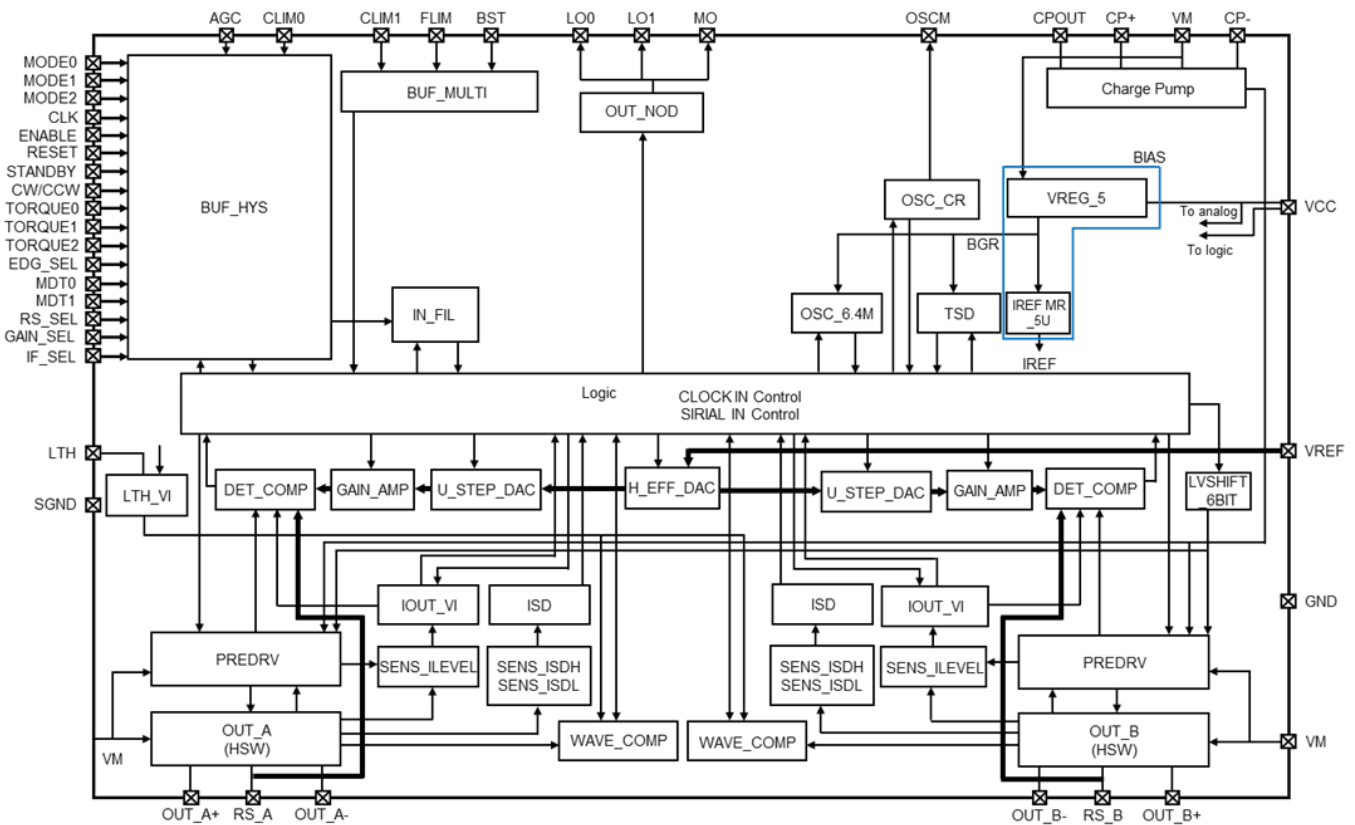 AGC CLIM0 CLIM1 FLIM BST LO0 LO1 MO OSCM CPOUT CP+ VM CP-
MODE0
MODE1
MODE2
CLK
ENABLE
RESET
STANDBY
CW/CCW
TORQUE0
TORQUE1
TORQUE2
EDG_SEL
MDT0
MDT1
RS_SEL
GAIN_SEL
IF_SEL
BUF_HYS
BUF_MULTI
OUT_NOD
Charge Pump
BIAS
OSC_CR
VREG_5
VCC
To analog
To logic
BGR
IN_FIL
OSC_6.4M
TSD
IREF MR
_5U
IREF
Logic
CLOCK IN Control
SIRIAL IN Control
LTH
VREF
LTH_VI
SGND
DET_COMP
GAIN_AMP
U_STEP_DAC
H_EFF_DAC
U_STEP_DAC
GAIN_AMP
DET_COMP
LVSHIFT
_6BIT
IOUT_VI
ISD
ISD
IOUT_VI
GND
PREDRV
SENS_ILEVEL
SENS_ISDH
SENS_ISDL
SENS_ISDH
SENS_ISDL
SENS_ILEVEL
PREDRV
OUT_A
(HSW)
WAVE_COMP
WAVE_COMP
OUT_B
(HSW)
VM
VM
OUT_A+ RS_A OUT_A- OUT_B- RS_B OUT_B+